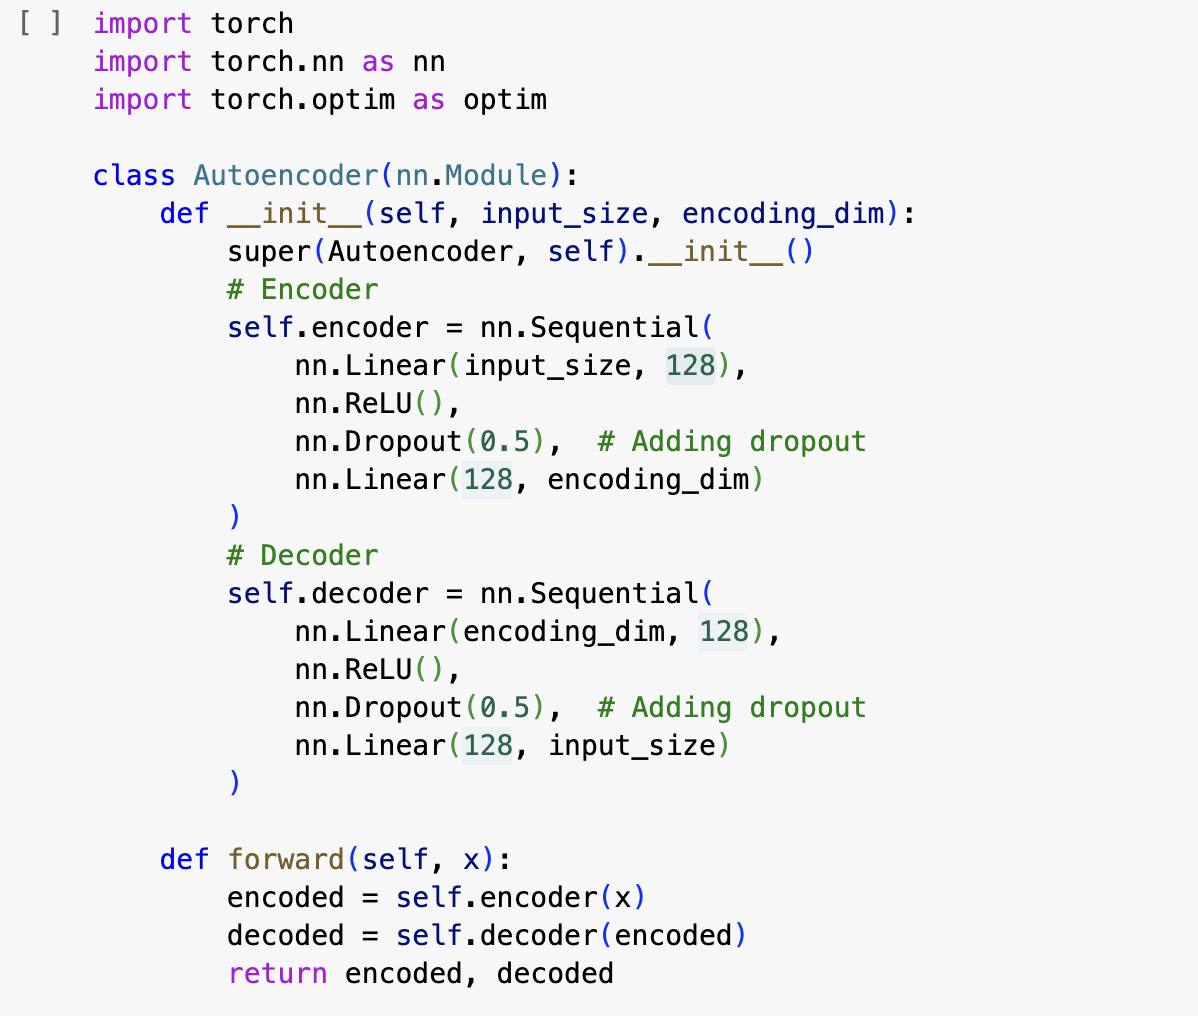 [ ] import torch
import torch.nn as nn
import torch.optim as optim

class Autoencoder(nn.Module):
    def __init__(self, input_size, encoding_dim):
        super(Autoencoder, self).__init__()
        # Encoder
        self.encoder = nn.Sequential(
            nn.Linear(input_size, 128),
            nn.ReLU(),
            nn.Dropout(0.5),  # Adding dropout
            nn.Linear(128, encoding_dim)
        )
        # Decoder
        self.decoder = nn.Sequential(
            nn.Linear(encoding_dim, 128),
            nn.ReLU(),
            nn.Dropout(0.5),  # Adding dropout
            nn.Linear(128, input_size)
        )

    def forward(self, x):
        encoded = self.encoder(x)
        decoded = self.decoder(encoded)
        return encoded, decoded